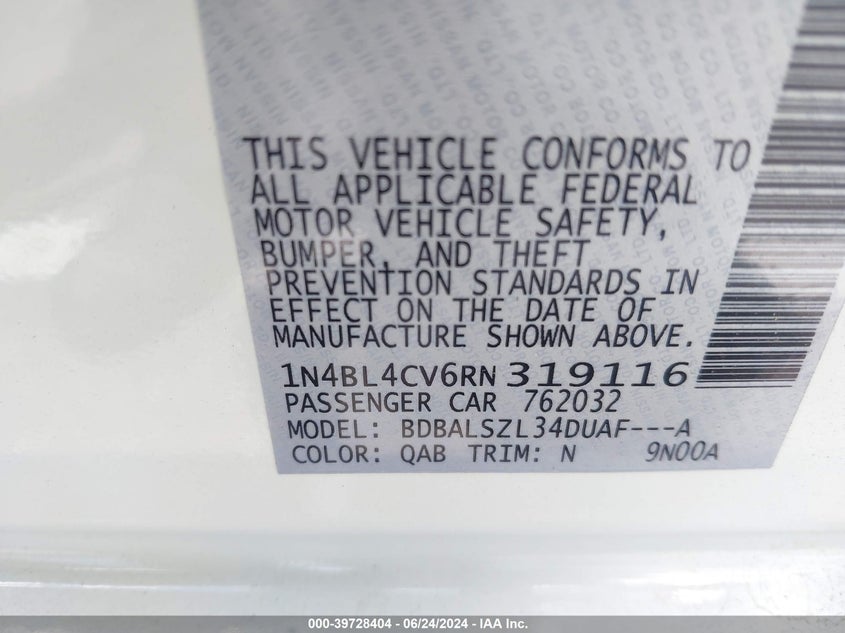 THIS VEHICLE CONFORMS TO
ALL APPLICABLE FEDERAL
MOTOR VEHICLE SAFETY,
BUMPER, AND THEFT
PREVENTION STANDARDS IN
EFFECT ON THE DATE OF
MANUFACTURE SHOWN ABOVE.
1N4BL4CV6RN319116
PASSENGER CAR 762032
MODEL: BDBALSZL34DUAF---A
COLOR: QAB TRIM: N 9N00A
000-39728404 - 06/24/2024 - IAA Inc.